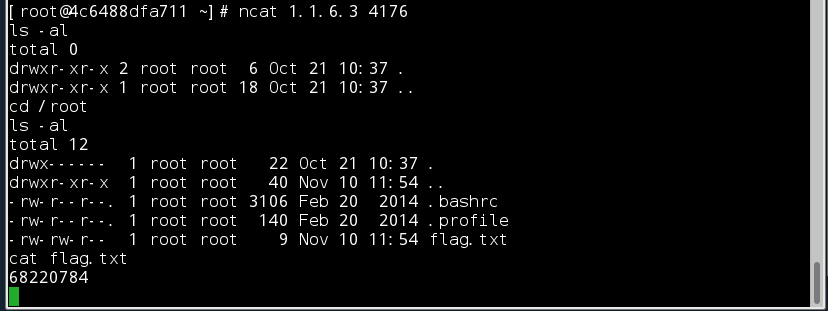 [root@4c6488dfa711 ~]# ncat 1.1.6.3 4176
ls -al
total 0
drwxr-xr-x 2 root root  6 Oct 21 10:37 .
drwxr-xr-x 1 root root 18 Oct 21 10:37 ..
cd /root
ls -al
total 12
drwx------  1 root root   22 Oct 21 10:37 .
drwxr-xr-x  1 root root   40 Nov 10 11:54 ..
-rw-r--r--. 1 root root 3106 Feb 20  2014 .bashrc
-rw-r--r--. 1 root root  140 Feb 20  2014 .profile
-rw-rw-r--  1 root root    9 Nov 10 11:54 flag.txt
cat flag.txt
68220784